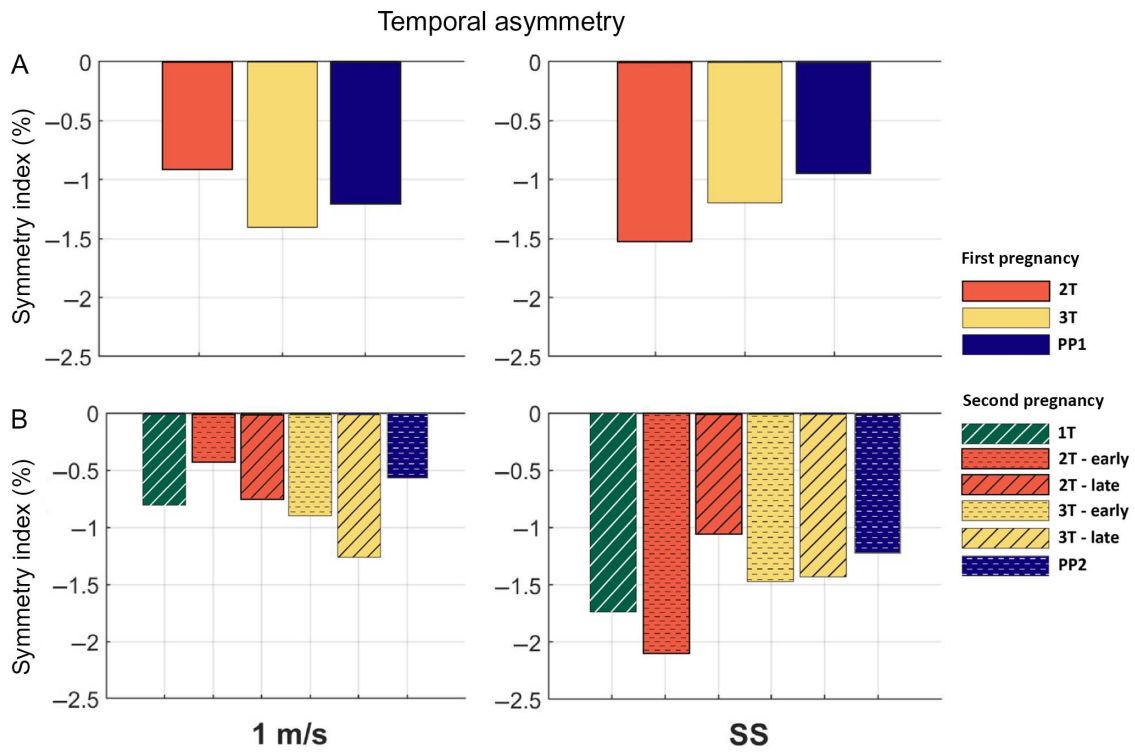 Temporal asymmetry
A
Symmetry index (%)
0
–0.5
–1
–1.5
–2
–2.5
0
–0.5
–1
–1.5
–2
–2.5
First pregnancy
2T
3T
PP1
B
Symmetry index (%)
0
–0.5
–1
–1.5
–2
–2.5
1 m/s
0
–0.5
–1
–1.5
–2
–2.5
SS
Second pregnancy
1T
2T - early
2T - late
3T - early
3T - late
PP2